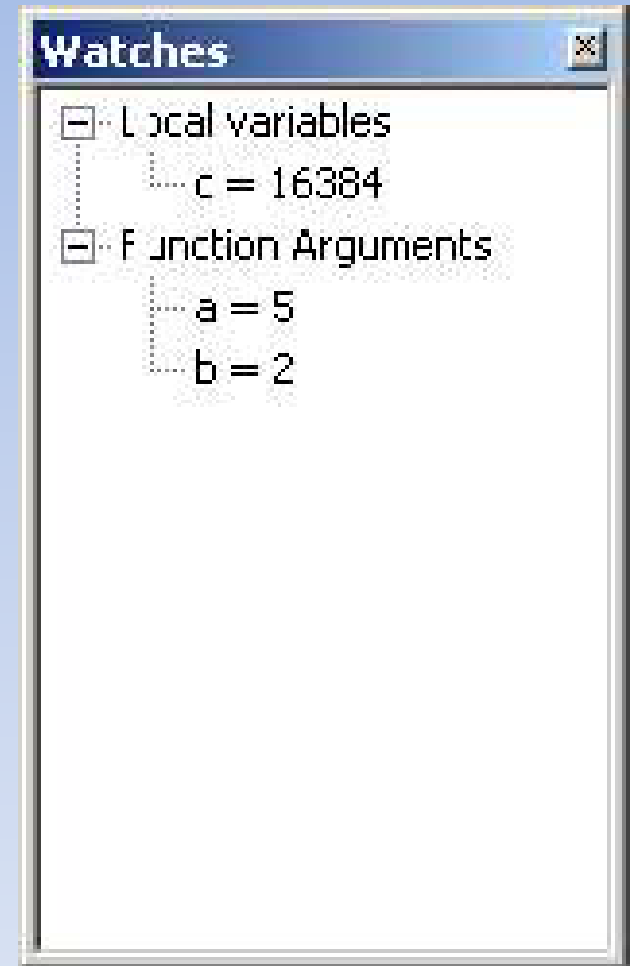 Watches
Local variables
c = 16384
Function Arguments
a = 5
b = 2